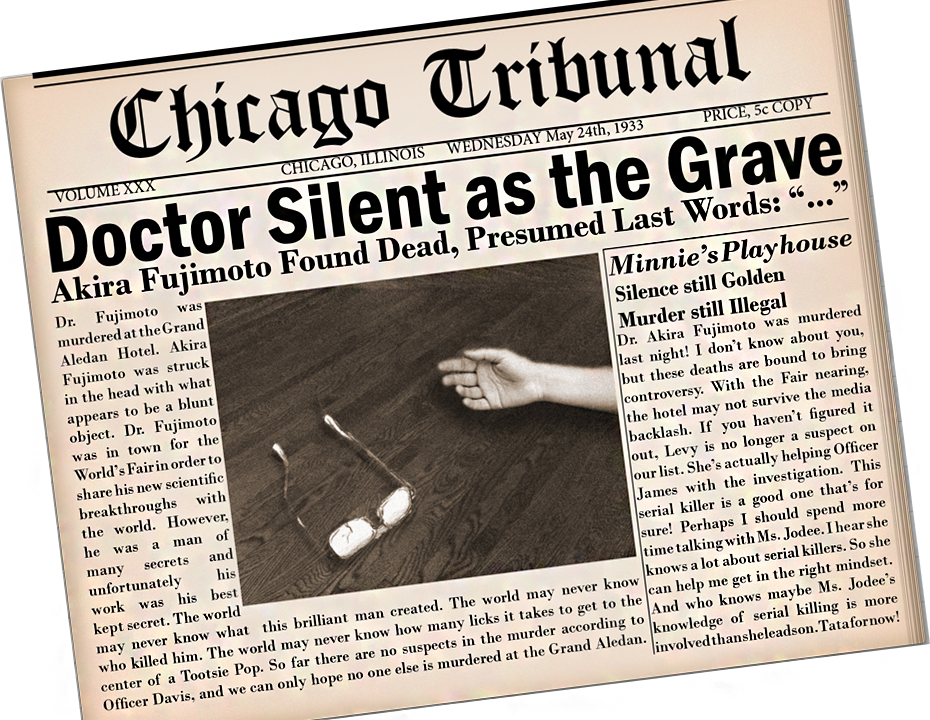 Chicago Tribunal
VOLUME XXX
CHICAGO, ILLINOIS
WEDNESDAY May 24th, 1933
PRICE, 5c COPY
Doctor Silent as the Grave
Akira Fujimoto Found Dead, Presumed Last Words: “...”
Dr. Fujimoto was
murdered at the Grand
Aledan Hotel. Akira
Fujimoto was struck
in the head with what
appears to be a blunt
object. Dr. Fujimoto
was in town for the
World's Fair in order to
share his new scientific
breakthroughs with
the world. However,
he was a man of
many secrets and
unfortunately his
work was his best
kept secret. The world
may never know what this brilliant man created. The world may never know
who killed him. The world may never know how many licks it takes to get to the
center of a Tootsie Pop. So far there are no suspects in the murder according to
Officer Davis, and we can only hope no one else is murdered at the Grand Aledan.
Minnie's Playhouse
Silence still Golden
Murder still Illegal
Dr. Akira Fujimoto was murdered
last night! I don't know about you,
but these deaths are bound to bring
controversy. With the Fair nearing,
the hotel may not survive the media
backlash. If you haven't figured it
out, Levy is no longer a suspect on
our list. She's actually helping Officer
James with the investigation. This
serial killer is a good one that's for
sure! Perhaps I should spend more
time talking with Ms. Jodee. I hear she
knows a lot about serial killers. So she
can help me get in the right mindset.
And who knows maybe Ms. Jodee's
knowledge of serial killing is more
involved than she leads on. Tata for now!